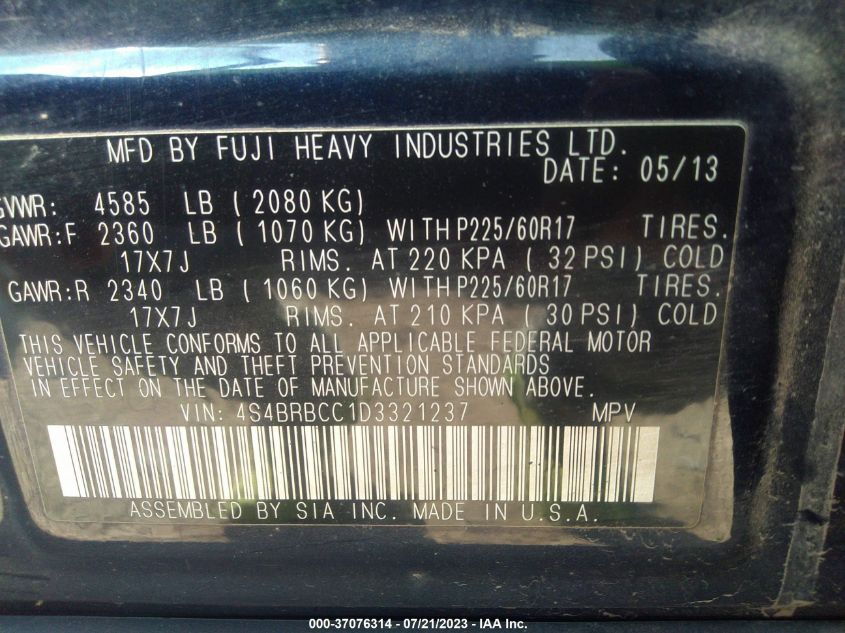 MFD BY FUJI HEAVY INDUSTRIES LTD.
DATE: 05/13
GVWR: 4585 LB ( 2080 KG)
GAWR:F 2360 LB ( 1070 KG) WITH P225/60R17 TIRES.
17X7J RIMS. AT 220 KPA ( 32 PSI) COLD
GAWR:R 2340 LB ( 1060 KG) WITH P225/60R17 TIRES.
17X7J RIMS. AT 210 KPA ( 30 PSI) COLD
THIS VEHICLE CONFORMS TO ALL APPLICABLE FEDERAL MOTOR
VEHICLE SAFETY AND THEFT PREVENTION STANDARDS
IN EFFECT ON THE DATE OF MANUFACTURE SHOWN ABOVE.
VIN: 4S4BRBCC1D3321237 MPV
ASSEMBLED BY SIA INC. MADE IN U.S.A.
000-37076314 - 07/21/2023 - IAA Inc.